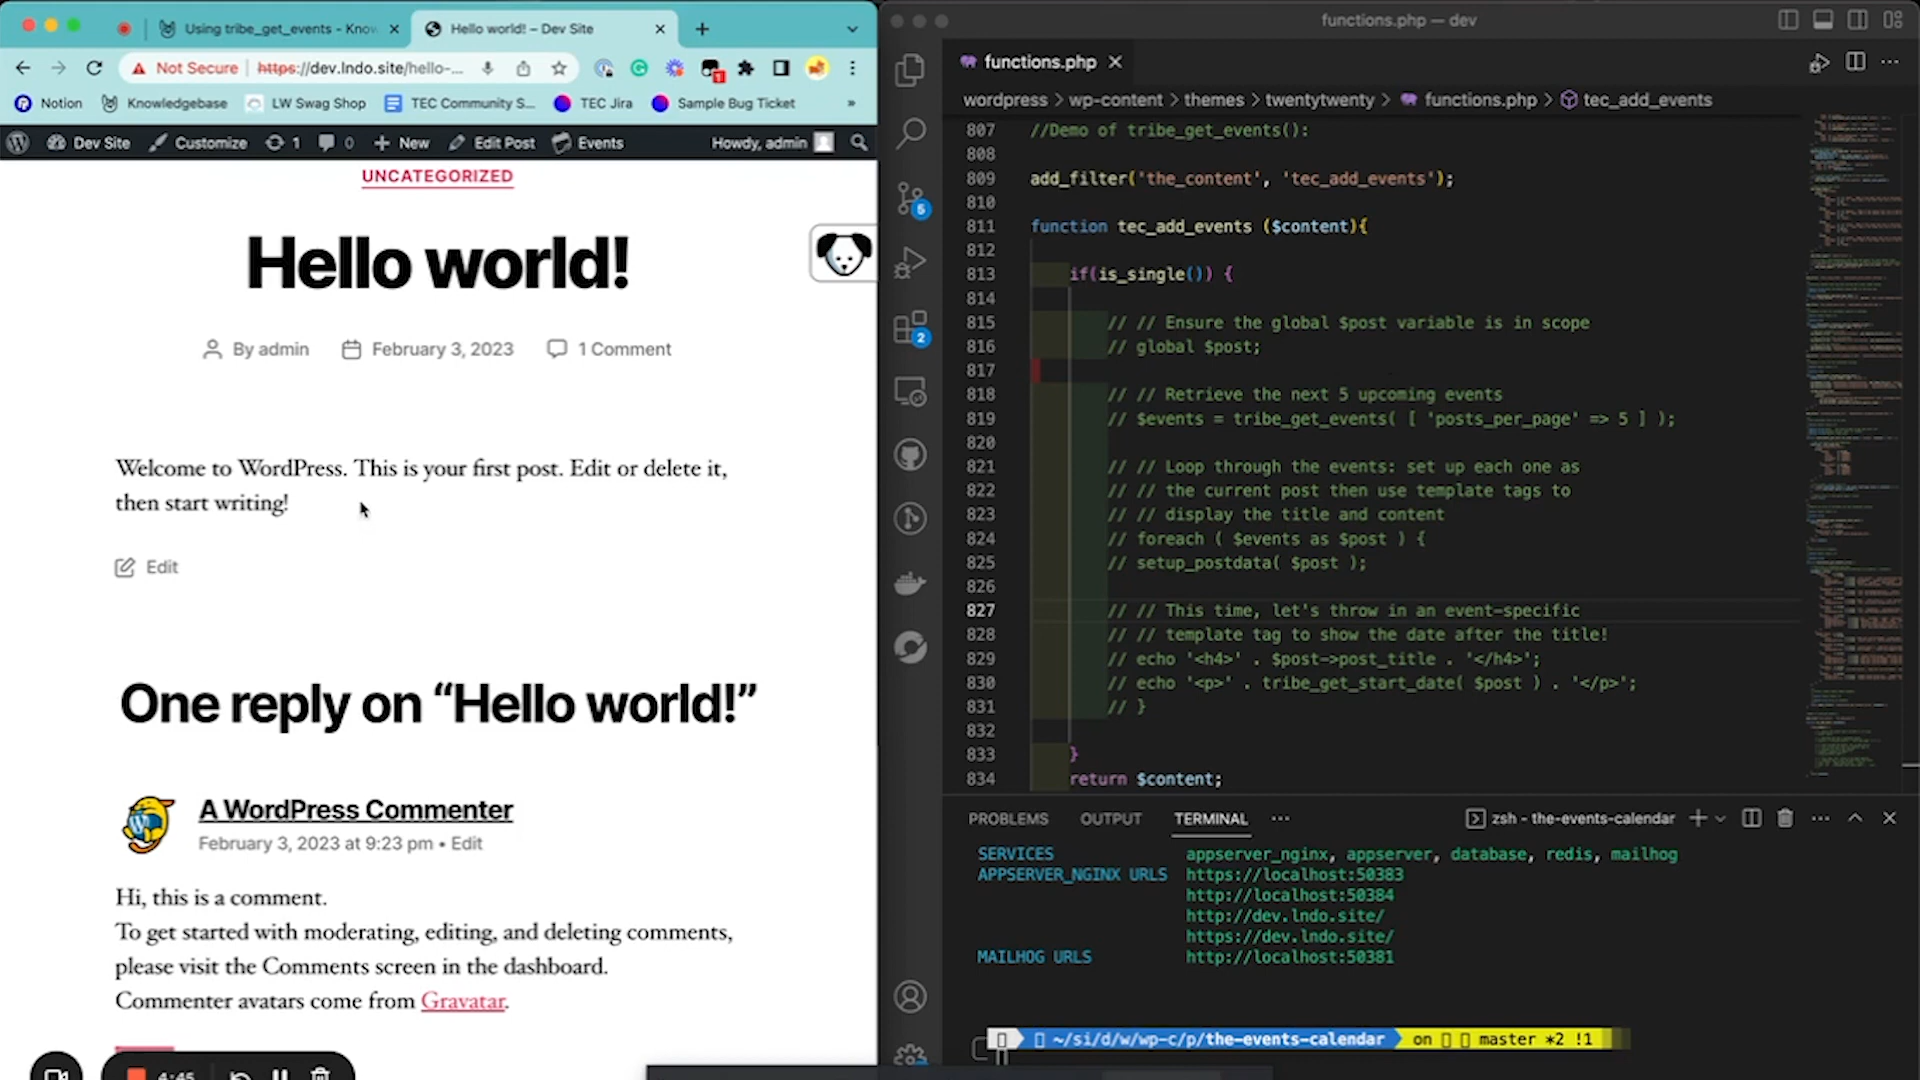 Using tribe_get_events - Know
Hello world! – Dev Site
Not Secure
https://dev.lndo.site/hello-...
1
Notion
Knowledgebase
LW Swag Shop
TEC Community S...
TEC Jira
Sample Bug Ticket
»
Dev Site
Customize
1
0
New
Edit Post
Events
Howdy, admin
UNCATEGORIZED
Hello world!
By admin
February 3, 2023
1 Comment
Welcome to WordPress. This is your first post. Edit or delete it,
then start writing!
Edit
One reply on “Hello world!”
A WordPress Commenter
February 3, 2023 at 9:23 pm • Edit
Hi, this is a comment.
To get started with moderating, editing, and deleting comments,
please visit the Comments screen in the dashboard.
Commenter avatars come from Gravatar.
4:45
functions.php — dev
functions.php
wordpress > wp-content > themes > twentytwenty > functions.php > tec_add_events
5
2
807 //Demo of tribe_get_events():
808
809 add_filter('the_content', 'tec_add_events');
810
811 function tec_add_events ($content){
812
813 if(is_single()) {
814
815 // // Ensure the global $post variable is in scope
816 // global $post;
817
818 // // Retrieve the next 5 upcoming events
819 // $events = tribe_get_events( [ 'posts_per_page' => 5 ] );
820
821 // // Loop through the events: set up each one as
822 // // the current post then use template tags to
823 // // display the title and content
824 // foreach ( $events as $post ) {
825 // setup_postdata( $post );
826
827 // // This time, let's throw in an event-specific
828 // // template tag to show the date after the title!
829 // echo '<h4>' . $post->post_title . '</h4>';
830 // echo '<p>' . tribe_get_start_date( $post ) . '</p>';
831 // }
832
833 }
834 return $content;
PROBLEMS
OUTPUT
TERMINAL
zsh - the-events-calendar
SERVICES appserver_nginx, appserver, database, redis, mailhog
APPSERVER_NGINX URLS https://localhost:50383
http://localhost:50384
http://dev.lndo.site/
https://dev.lndo.site/
MAILHOG URLS http://localhost:50381
~/si/d/w/wp-c/p/the-events-calendar on master *2 !1